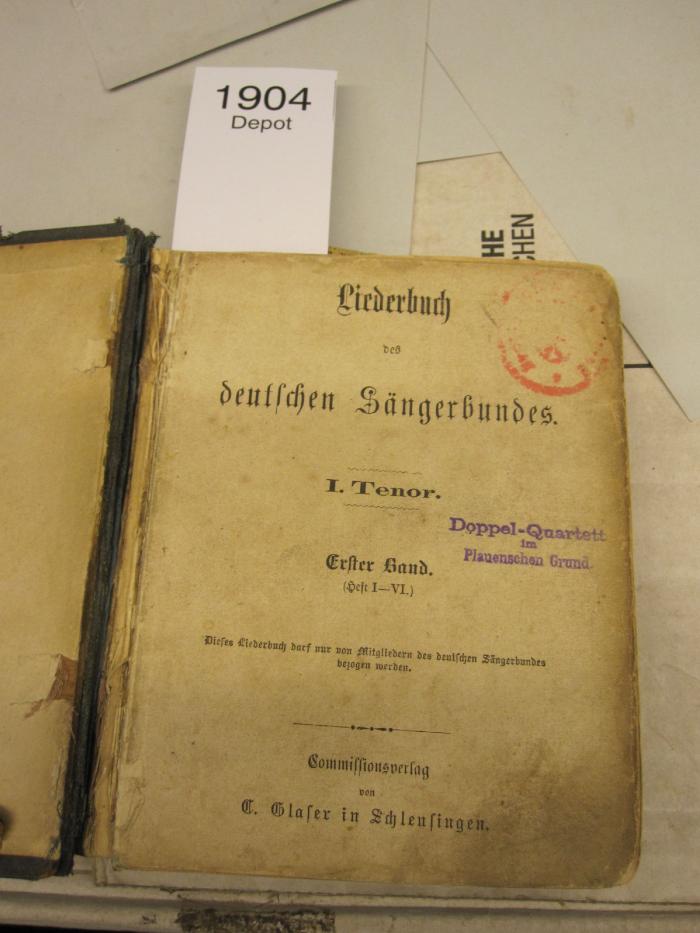 1904
Depot
HE
CHEN
Liederbuch
des
deutschen Sängerbundes.
I. Tenor.
Doppel-Quartett
im
Plauenschen Grund.
Erster Band.
(Heft I—VI.)
Dieses Liederbuch darf nur von Mitgliedern des deutschen Sängerbundes
bezogen werden.
Commissionsverlag
von
C. Glaser in Schleusingen.